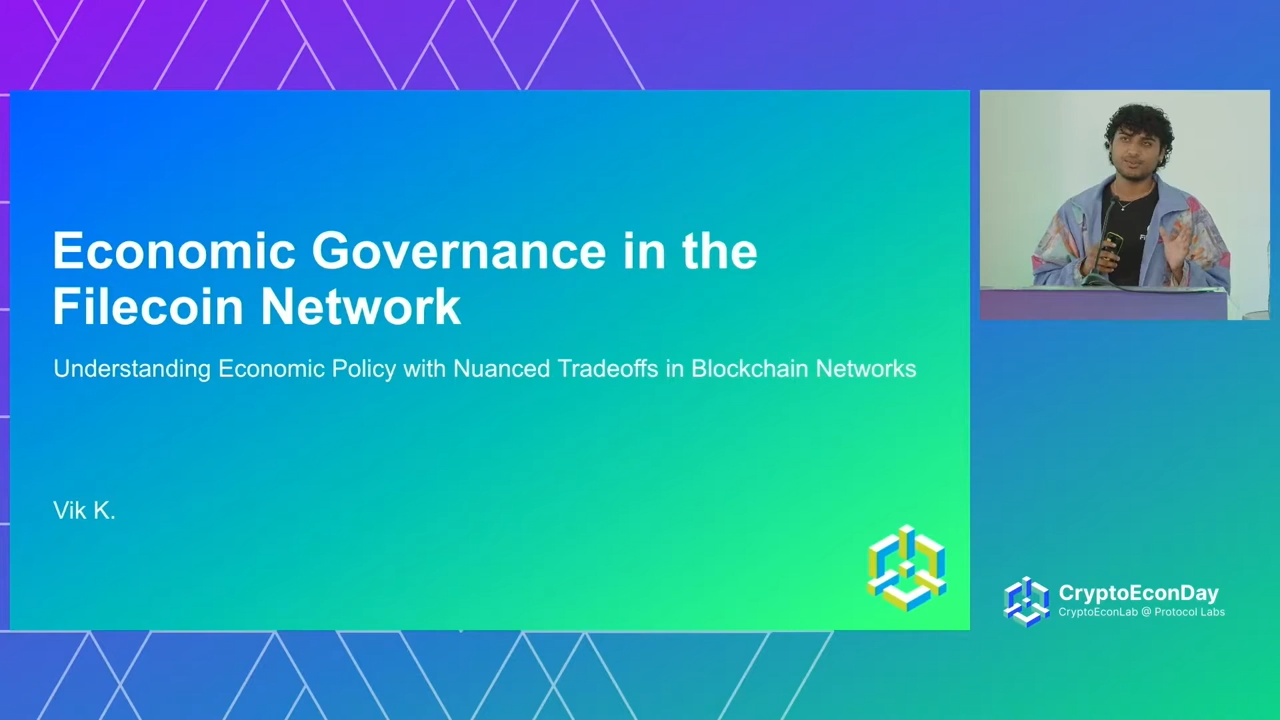 Economic Governance in the
Filecoin Network
Understanding Economic Policy with Nuanced Tradeoffs in Blockchain Networks
Vik K.
CryptoEconDay
CryptoEconLab @ Protocol Labs